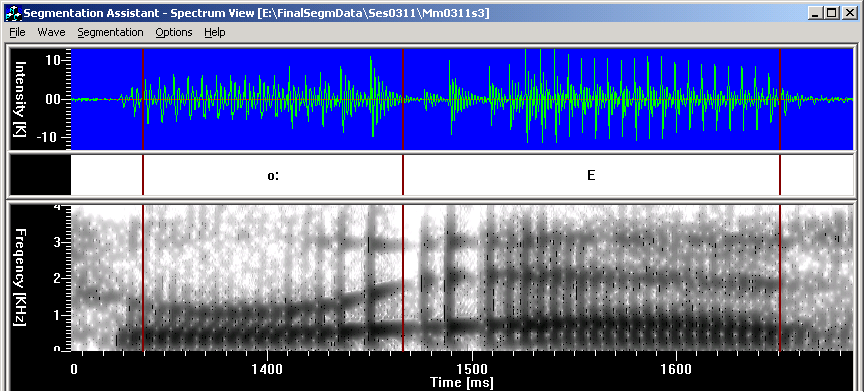 Segmentation Assistant - Spectrum View [E:\FinalSegmData\Ses0311\Mm0311s3]
File Wave Segmentation Options Help
Intensity [K]
10
00
-10
o: E
Freqency [KHz]
4
3
2
1
0
0 1400 1500 1600
Time [ms]